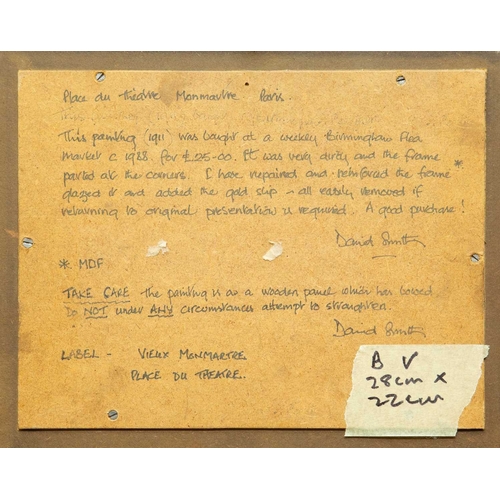 Place du theatre Monmartre Paris.
This painting (1911) was bought at a weekly Birmingham Flea
Market c 1988 for £25-00. It was very dirty and the frame
parted at the corners. I have repaired and reinforced the frame *
glazed it and added the gold slip - all easily removed if
returning to original presentation is required. A good purchase!
David Smith
* MDF
TAKE CARE the painting is on a wooden panel which has bowed
Do NOT under ANY circumstances attempt to straighten.
David Smith
LABEL - VIEUX MONMARTRE
PLACE DU THEATRE.
B V
28cm x
22cm